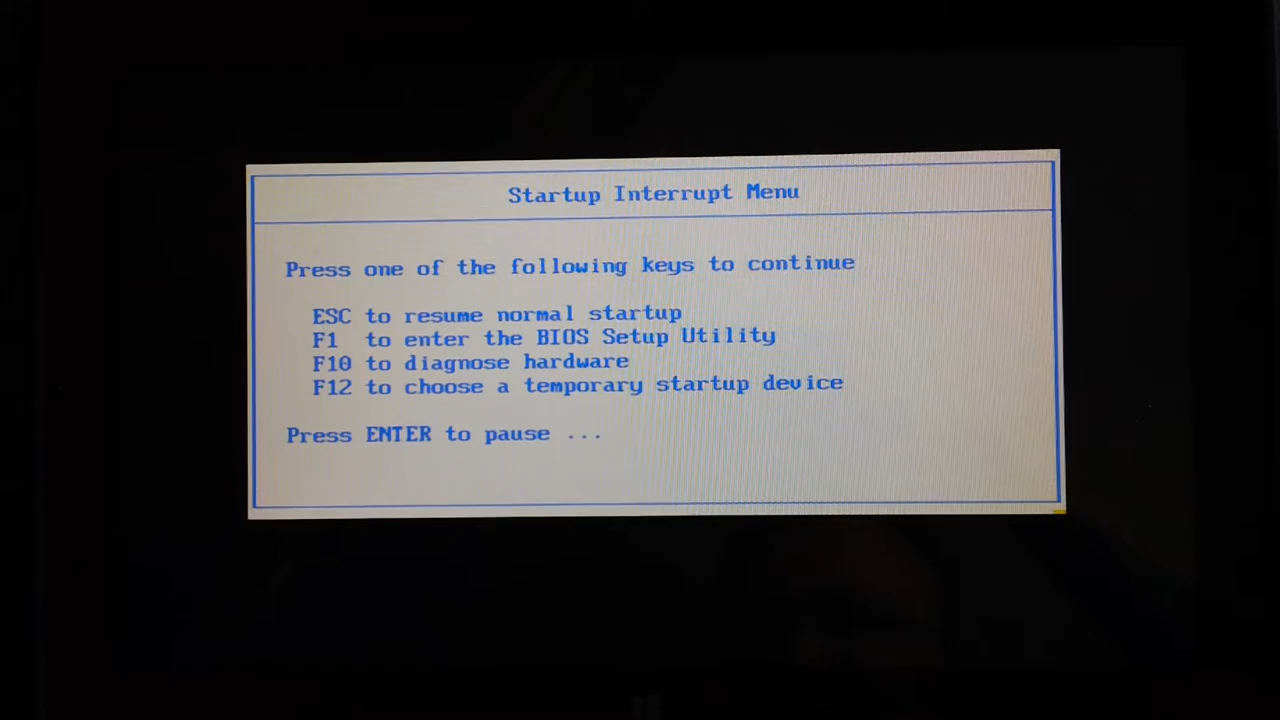 Startup Interrupt Menu
Press one of the following keys to continue
ESC to resume normal startup
F1 to enter the BIOS Setup Utility
F10 to diagnose hardware
F12 to choose a temporary startup device
Press ENTER to pause ...